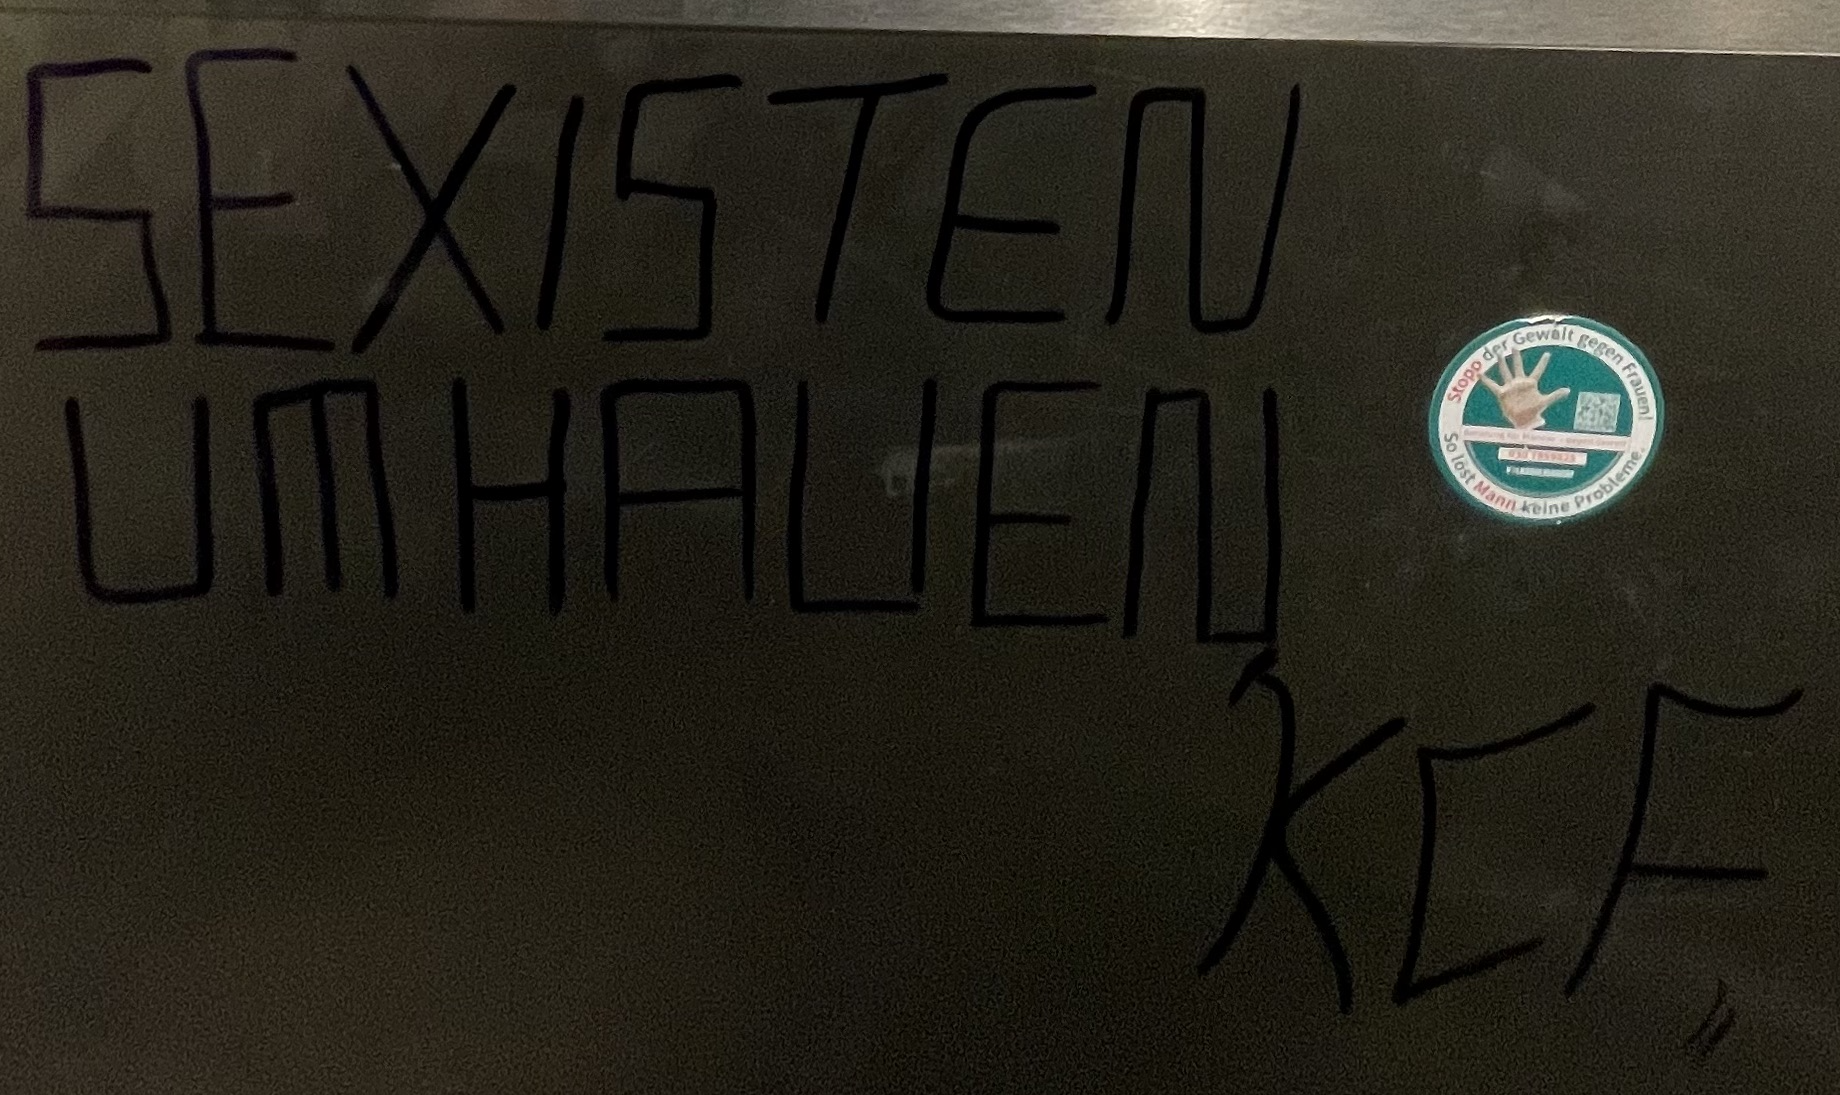 SEXISTEN
UMHAUEN
KCF
Stopp der Gewalt gegen Frauen!
So löst Mann keine Probleme.